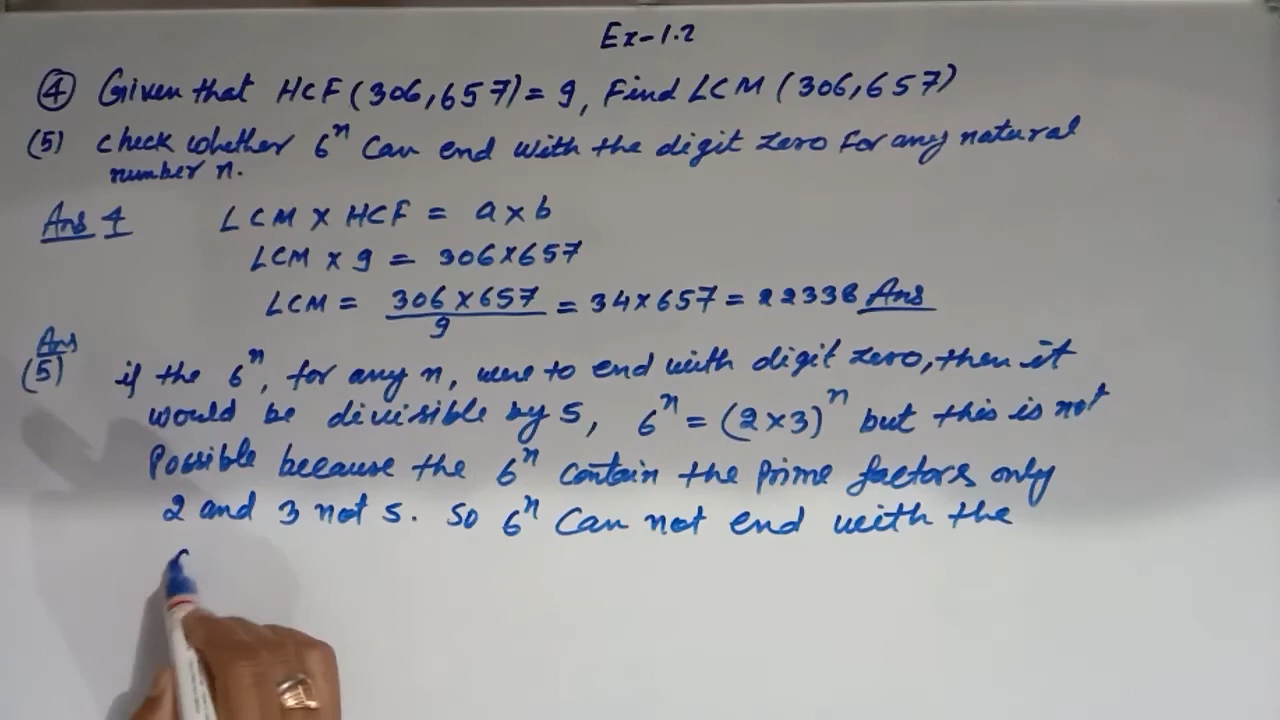 Ex-1.2
④ Given that HCF(306,657)= 9, Find LCM (306,657)
(5) Check whether 6ⁿ Can end with the digit zero for any natural
number n.
Ans 4 LCM × HCF = a×b
LCM × 9 = 306×657
LCM = 306×657/9 = 34×657 = 22338 Ans
Ans
(5) if the 6ⁿ, for any n, were to end with digit zero, then it
would be divisible by 5, 6ⁿ = (2×3)ⁿ but this is not
Possible because the 6ⁿ contain the prime factors only
2 and 3 not 5. So 6ⁿ Can not end with the